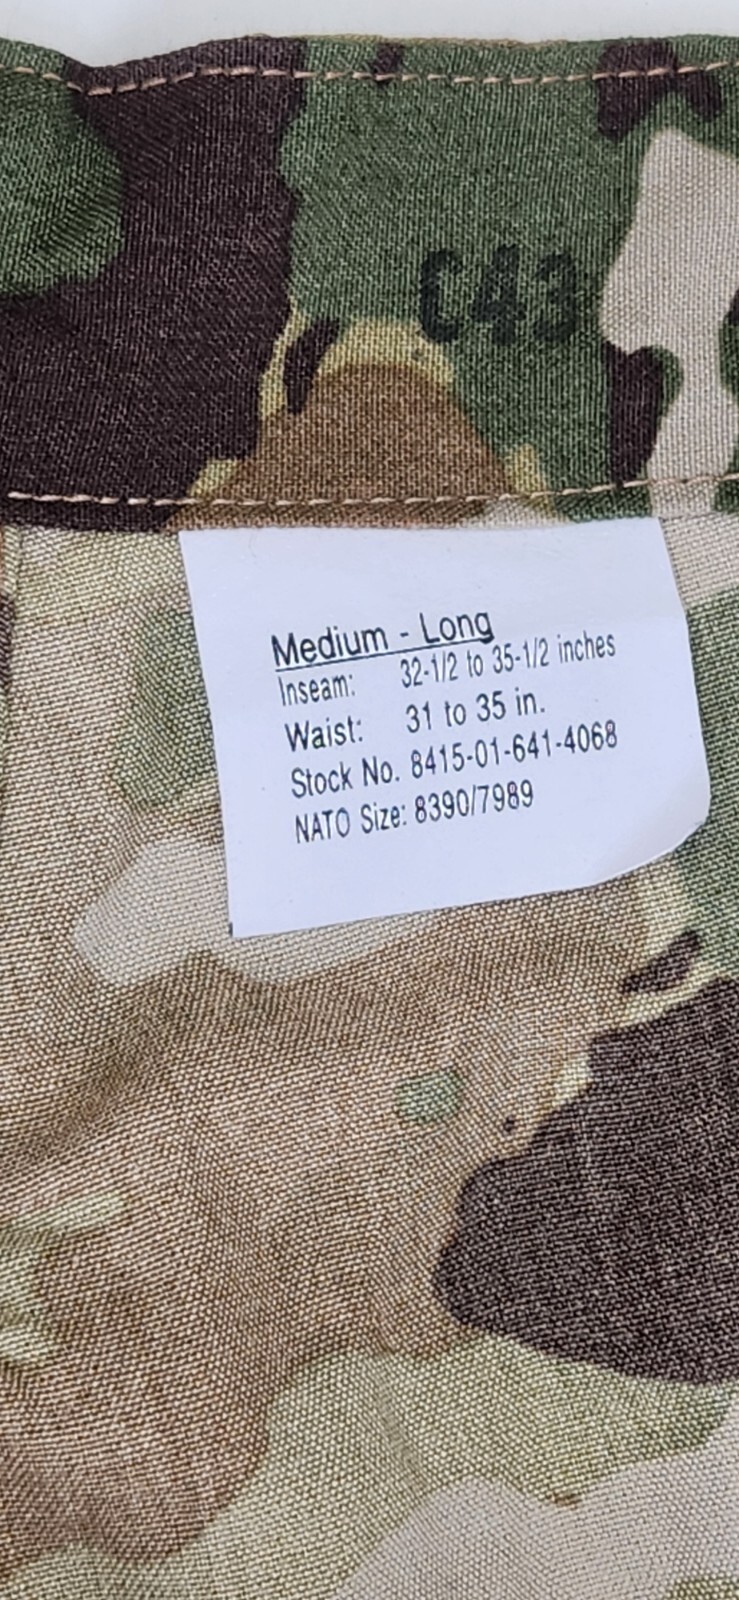 C43
Medium - Long
Inseam: 32-1/2 to 35-1/2 inches
Waist: 31 to 35 in.
Stock No. 8415-01-641-4068
NATO Size: 8390/7989